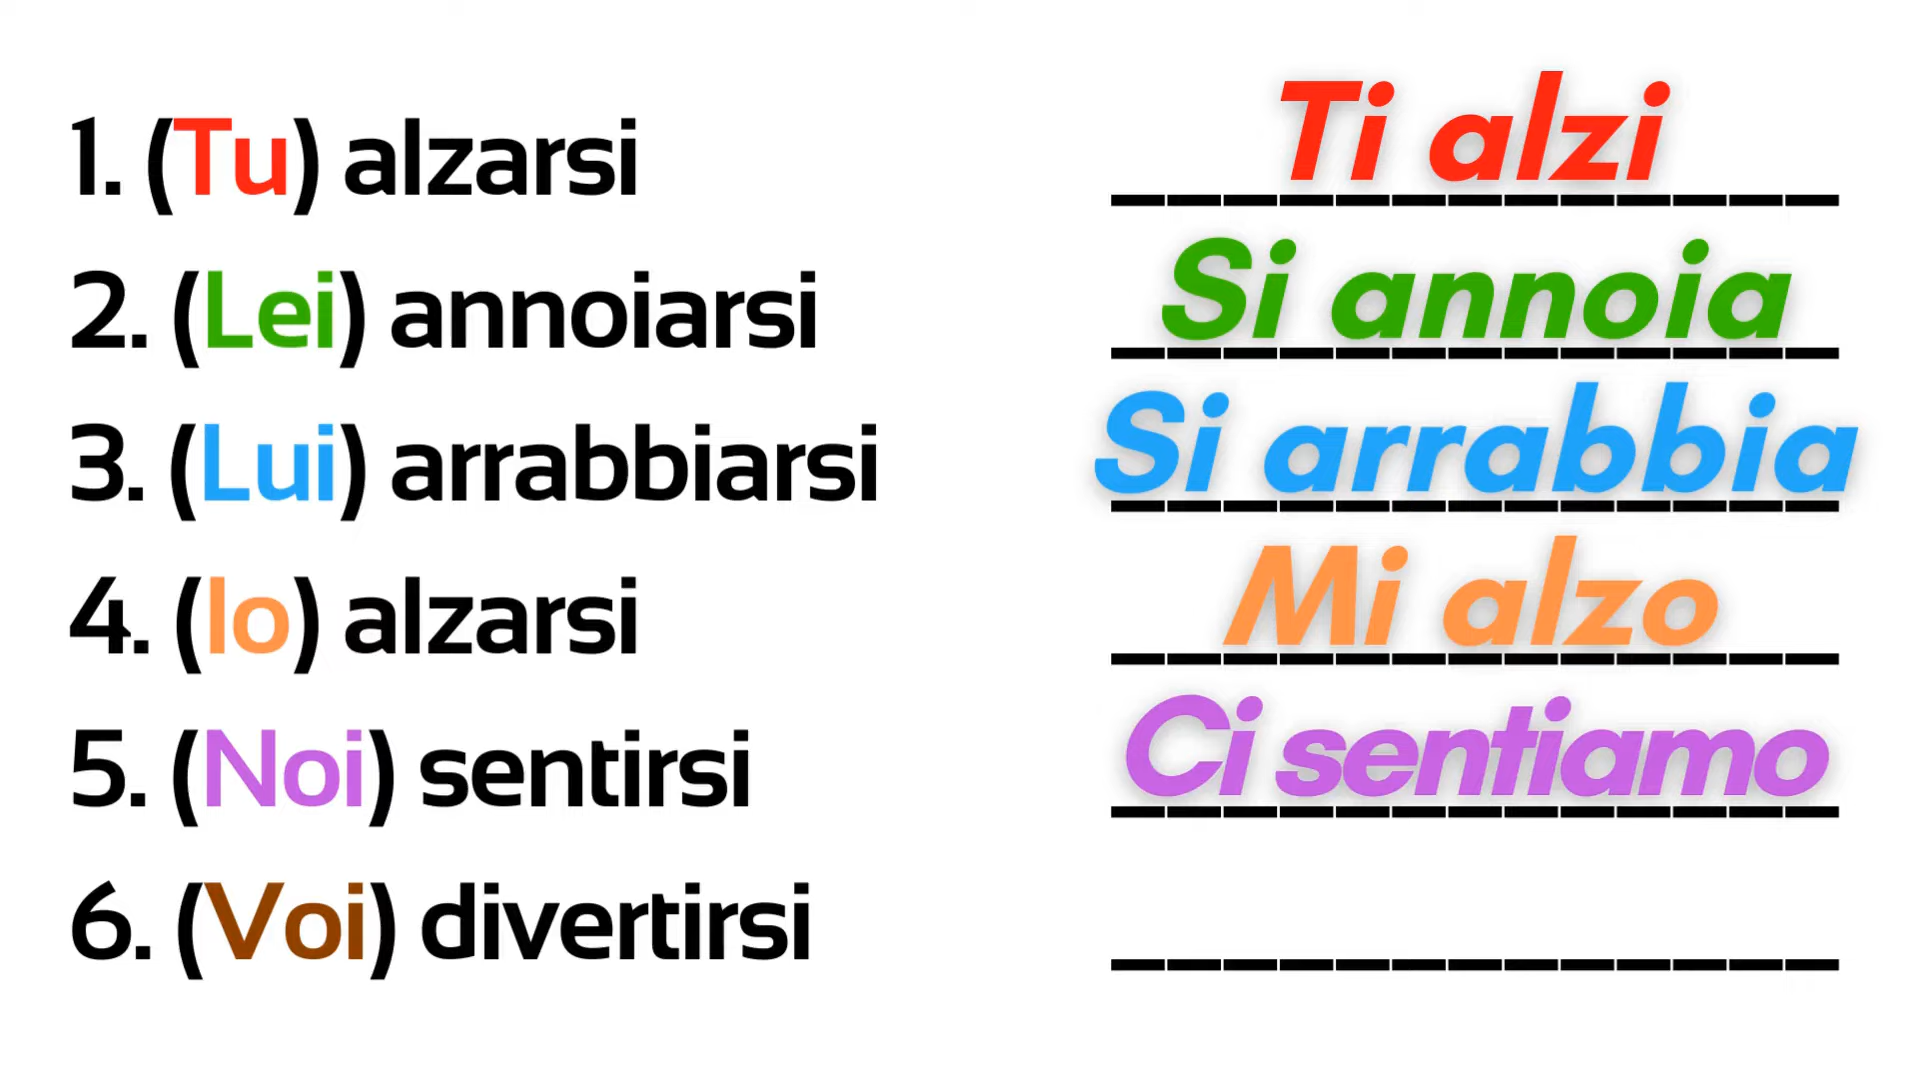 1. (Tu) alzarsi Ti alzi
2. (Lei) annoiarsi Si annoia
3. (Lui) arrabbiarsi Si arrabbia
4. (Io) alzarsi Mi alzo
5. (Noi) sentirsi Ci sentiamo
6. (Voi) divertirsi _____________